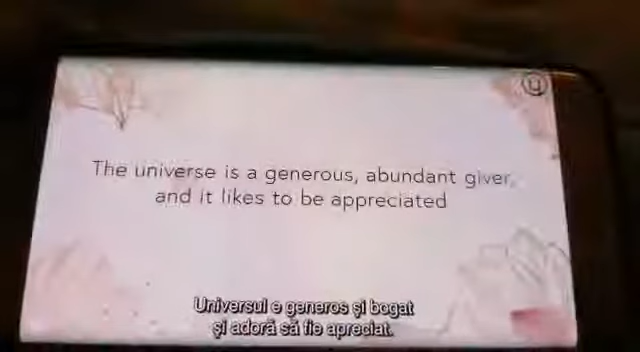 The universe is a generous, abundant giver,
and it likes to be appreciated
Universul e generos și bogat
și adoră să fie apreciat.